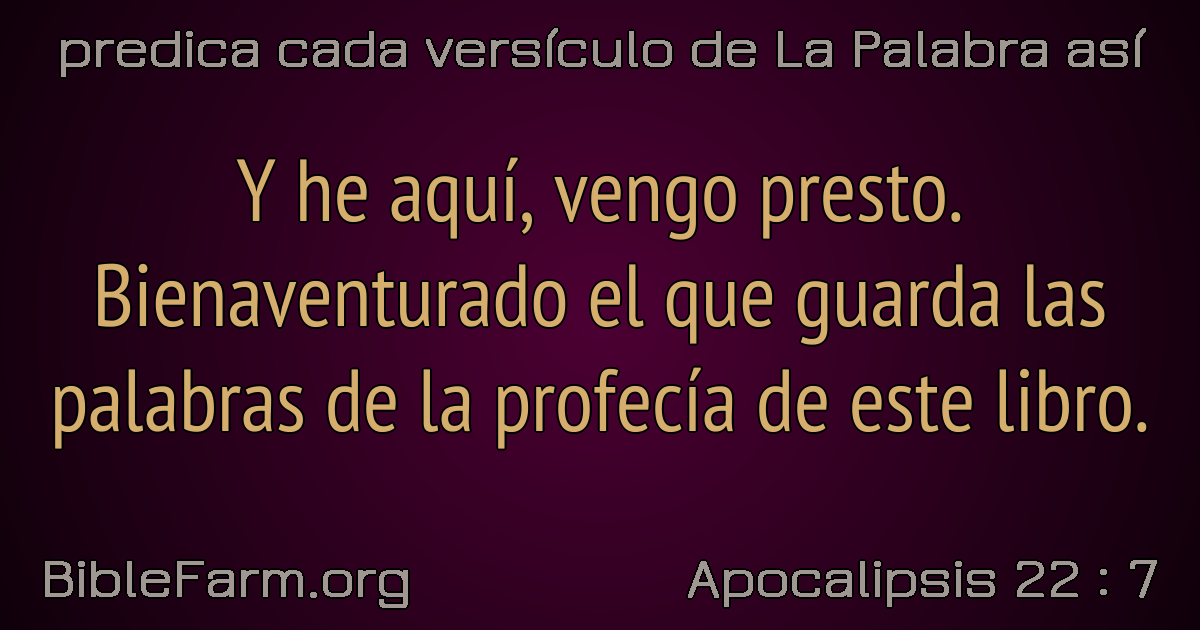 predica cada versículo de La Palabra así
Y he aquí, vengo presto.
Bienaventurado el que guarda las
palabras de la profecía de este libro.
BibleFarm.org
Apocalipsis 22 : 7